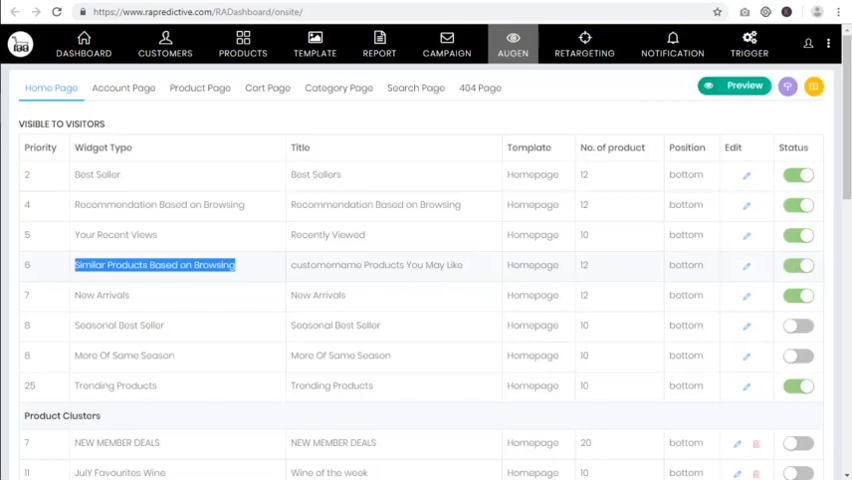 https://www.rapredictive.com/RADashboard/onsite/
raa
DASHBOARD CUSTOMERS PRODUCTS TEMPLATE REPORT CAMPAIGN AUGEN RETARGETING NOTIFICATION TRIGGER
Home Page Account Page Product Page Cart Page Category Page Search Page 404 Page Preview
VISIBLE TO VISITORS
Priority Widget Type Title Template No. of product Position Edit Status
2 Best Seller Best Sellers Homepage 12 bottom
4 Recommendation Based on Browsing Recommendation Based on Browsing Homepage 12 bottom
5 Your Recent Views Recently Viewed Homepage 10 bottom
6 Similar Products Based on Browsing customername Products You May Like Homepage 12 bottom
7 New Arrivals New Arrivals Homepage 12 bottom
8 Seasonal Best Seller Seasonal Best Seller Homepage 10 bottom
8 More Of Same Season More Of Same Season Homepage 10 bottom
25 Trending Products Trending Products Homepage 10 bottom
Product Clusters
7 NEW MEMBER DEALS NEW MEMBER DEALS Homepage 20 bottom
11 JulY Favourites Wine Wine of the week Homepage 10 bottom